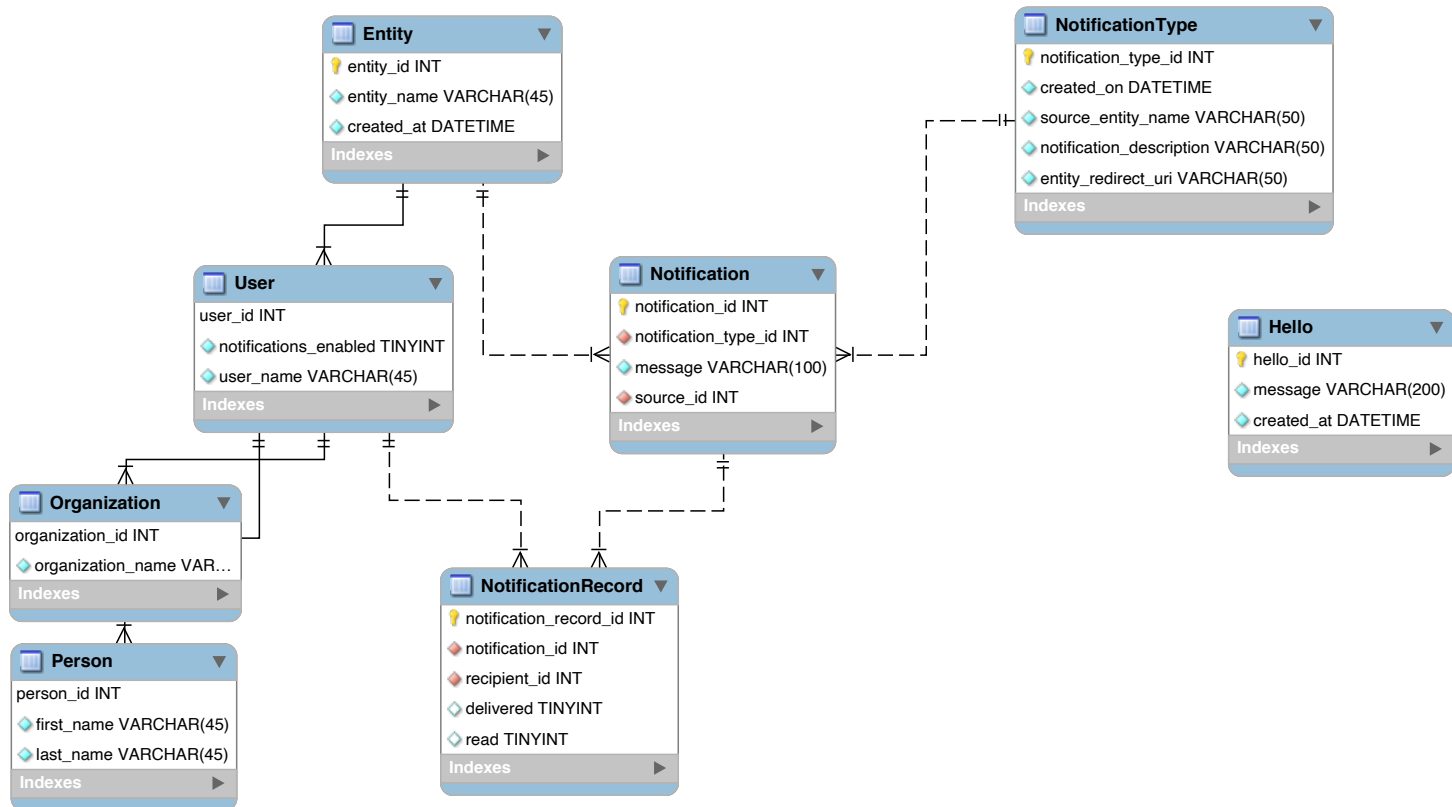 Entity
entity_id INT
entity_name VARCHAR(45)
created_at DATETIME
Indexes
NotificationType
notification_type_id INT
created_on DATETIME
source_entity_name VARCHAR(50)
notification_description VARCHAR(50)
entity_redirect_uri VARCHAR(50)
Indexes
User
user_id INT
notifications_enabled TINYINT
user_name VARCHAR(45)
Indexes
Notification
notification_id INT
notification_type_id INT
message VARCHAR(100)
source_id INT
Indexes
Hello
hello_id INT
message VARCHAR(200)
created_at DATETIME
Indexes
Organization
organization_id INT
organization_name VAR…
Indexes
Person
person_id INT
first_name VARCHAR(45)
last_name VARCHAR(45)
Indexes
NotificationRecord
notification_record_id INT
notification_id INT
recipient_id INT
delivered TINYINT
read TINYINT
Indexes